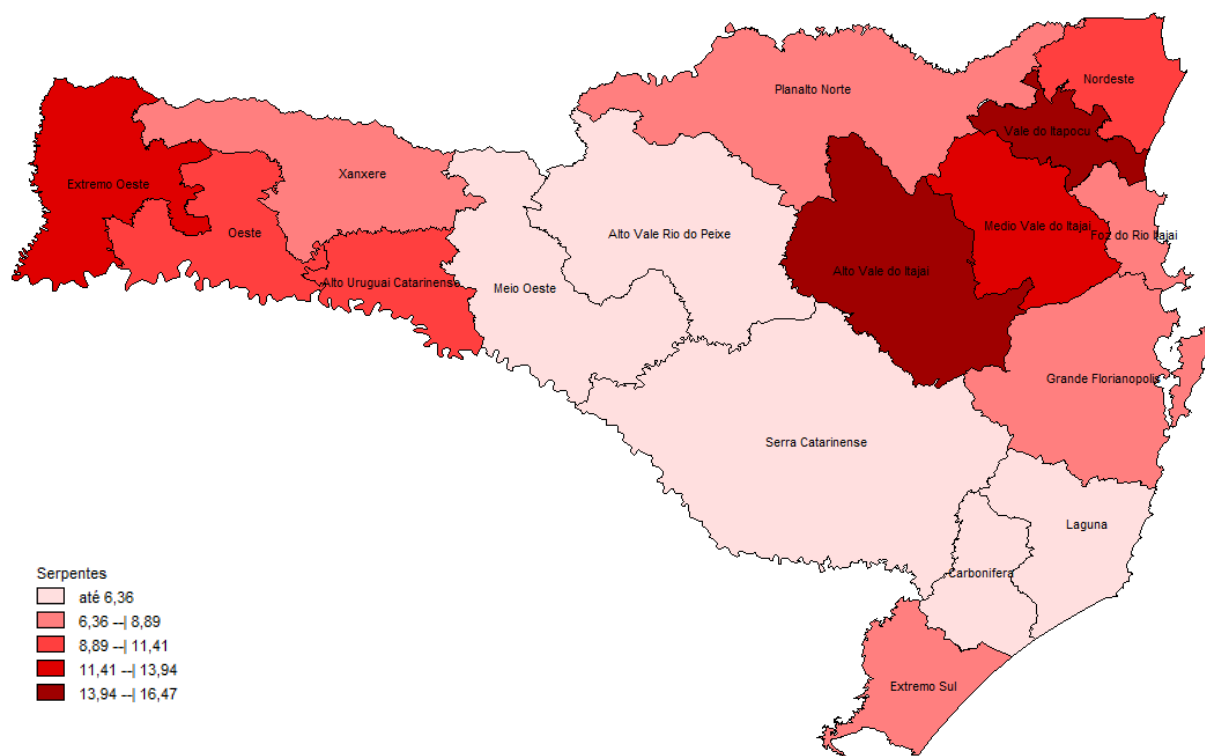 Nordeste
Planalto Norte
Vale do Itapocu
Xanxere
Extremo Oeste
Medio Vale do Itajai
Oeste
Alto Vale Rio do Peixe
Foz do Rio Itajai
Alto Vale do Itajai
Alto Uruguai Catarinense
Meio Oeste
Grande Florianopolis
Serra Catarinense
Laguna
Carbonifera
Extremo Sul
Serpentes
até 6,36
6,36 --| 8,89
8,89 --| 11,41
11,41 --| 13,94
13,94 --| 16,47